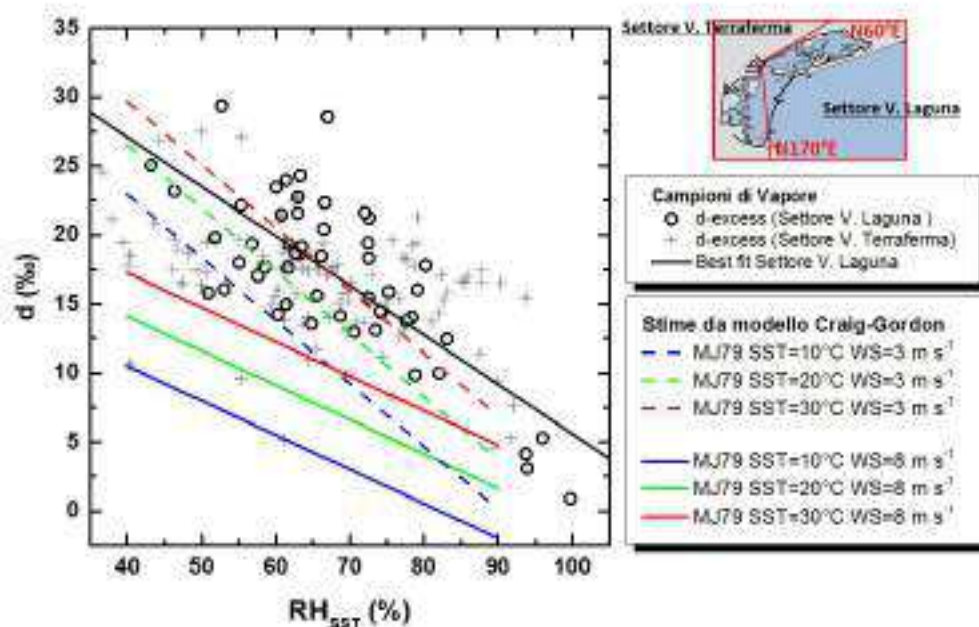 35
30
25
20
15
10
5
0
d (‰)
40 50 60 70 80 90 100
RH_SST (%)
Settore V. Terraferma
N60°E
Settore V. Laguna
N170°E
Campioni di Vapore
d-excess (Settore V. Laguna )
d-excess (Settore V. Terraferma)
Best fit Settore V. Laguna
Stime da modello Craig-Gordon
MJ79 SST=10°C WS=3 m s⁻¹
MJ79 SST=20°C WS=3 m s⁻¹
MJ79 SST=30°C WS=3 m s⁻¹
MJ79 SST=10°C WS=8 m s⁻¹
MJ79 SST=20°C WS=8 m s⁻¹
MJ79 SST=30°C WS=8 m s⁻¹